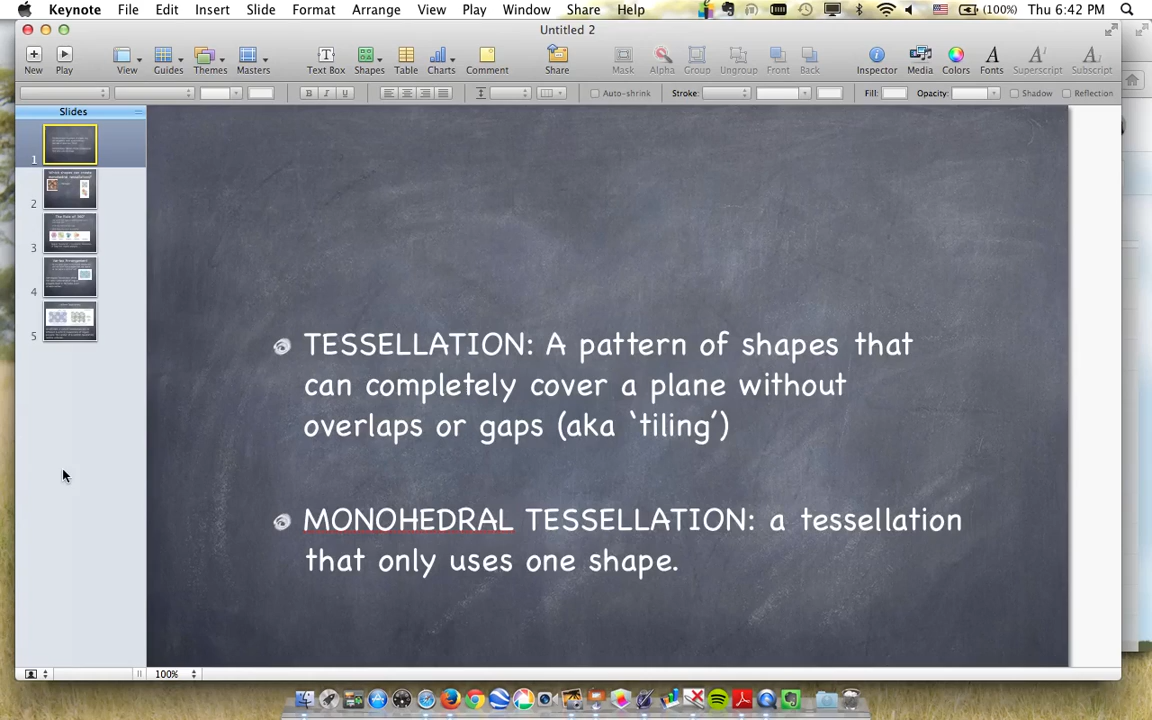 Keynote File Edit Insert Slide Format Arrange View Play Window Share Help (100%) Thu 6:42 PM
Untitled 2
New Play View Guides Themes Masters Text Box Shapes Table Charts Comment Share Mask Alpha Group Ungroup Front Back Inspector Media Colors Fonts Superscript Subscript
B I U Auto-shrink Stroke: Fill: Opacity: Shadow Reflection
Slides
1
2
3
4
5
TESSELLATION: A pattern of shapes that
can completely cover a plane without
overlaps or gaps (aka ‘tiling’)
MONOHEDRAL TESSELLATION: a tessellation
that only uses one shape.
100%